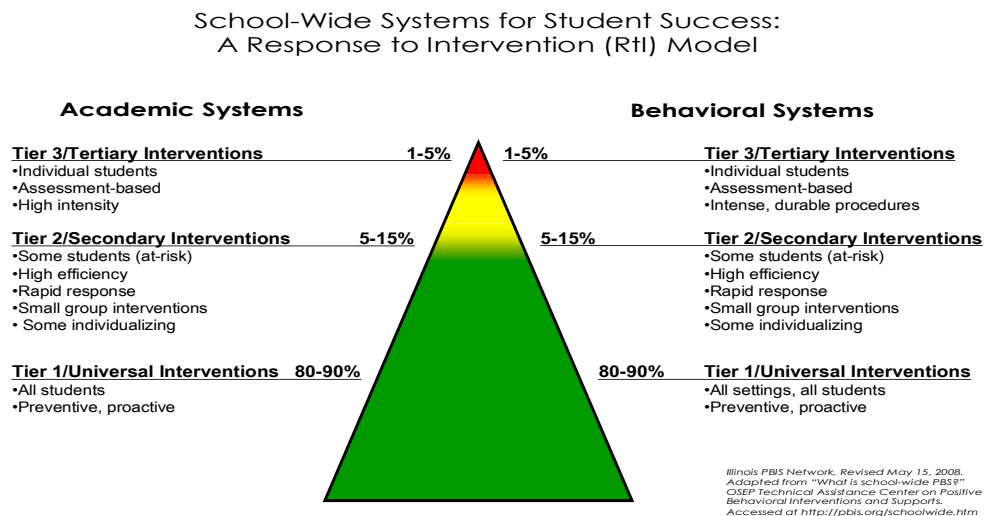 School-Wide Systems for Student Success:
A Response to Intervention (RtI) Model
Academic Systems
Tier 3/Tertiary Interventions 1-5%
•Individual students
•Assessment-based
•High intensity
Tier 2/Secondary Interventions 5-15%
•Some students (at-risk)
•High efficiency
•Rapid response
•Small group interventions
• Some individualizing
Tier 1/Universal Interventions 80-90%
•All students
•Preventive, proactive
Behavioral Systems
1-5% Tier 3/Tertiary Interventions
•Individual students
•Assessment-based
•Intense, durable procedures
5-15% Tier 2/Secondary Interventions
•Some students (at-risk)
•High efficiency
•Rapid response
•Small group interventions
•Some individualizing
80-90% Tier 1/Universal Interventions
•All settings, all students
•Preventive, proactive
Illinois PBIS Network, Revised May 15, 2008.
Adapted from “What is school-wide PBS?”
OSEP Technical Assistance Center on Positive
Behavioral Interventions and Supports.
Accessed at http://pbis.org/schoolwide.htm